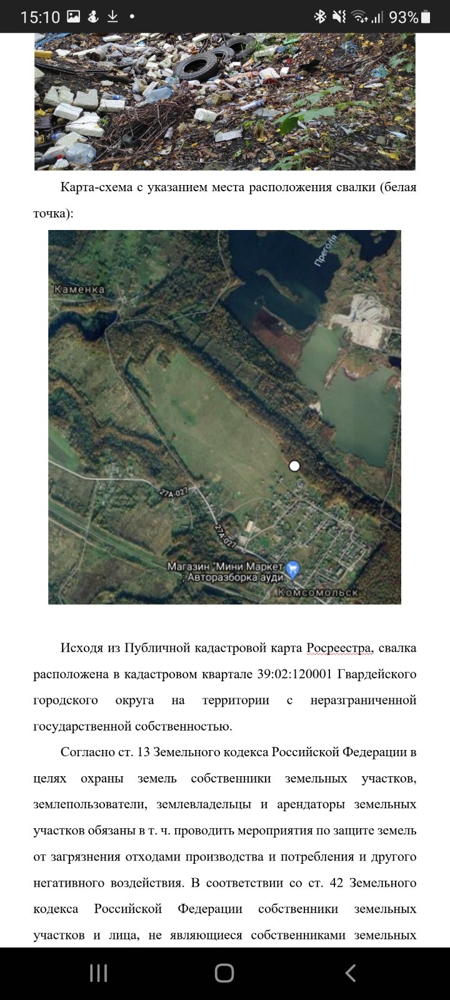 15:10
93%
Карта-схема с указанием места расположения свалки (белая
точка):
Преголя
Каменка
27А-027
27А-027
Магазин "Мини Маркет
; Авторазборка ауди
Комсомольск
Исходя из Публичной кадастровой карта Росреестра, свалка
расположена в кадастровом квартале 39:02:120001 Гвардейского
городского округа на территории с неразграниченной
государственной собственностью.
Согласно ст. 13 Земельного кодекса Российской Федерации в
целях охраны земель собственники земельных участков,
землепользователи, землевладельцы и арендаторы земельных
участков обязаны в т. ч. проводить мероприятия по защите земель
от загрязнения отходами производства и потребления и другого
негативного воздействия. В соответствии со ст. 42 Земельного
кодекса Российской Федерации собственники земельных
участков и лица, не являющиеся собственниками земельных